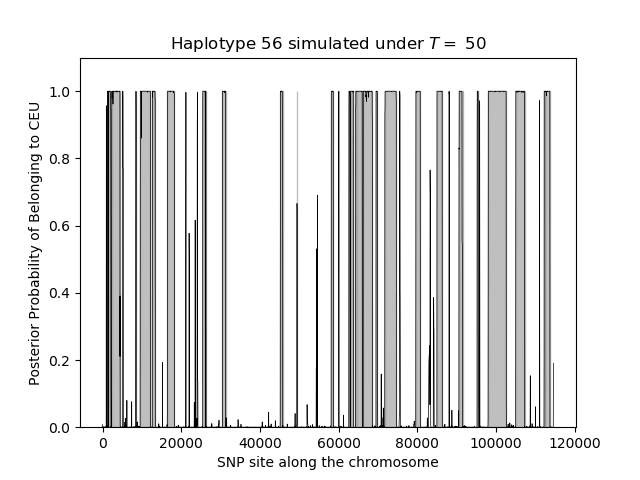 Haplotype 56 simulated under T = 50
Posterior Probability of Belonging to CEU
1.0
0.8
0.6
0.4
0.2
0.0
0 20000 40000 60000 80000 100000 120000
SNP site along the chromosome